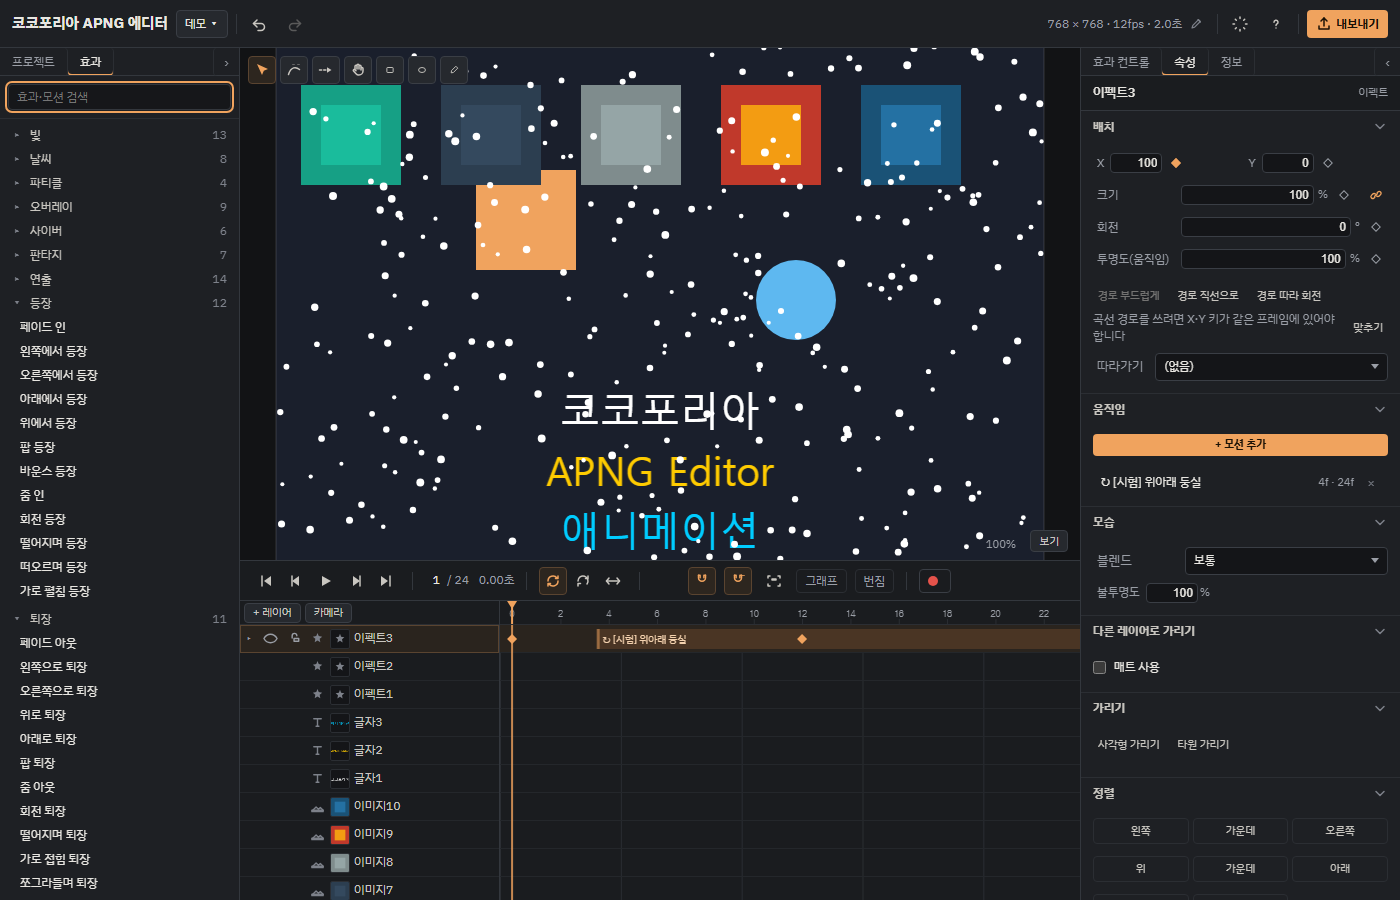 코코포리아 APNG 에디터 데모 768 × 768 · 12fps · 2.0초 ? 내보내기
프로젝트 효과
효과·모션 검색
빛 13
날씨 8
파티클 4
오버레이 9
사이버 6
판타지 7
연출 14
등장 12
페이드 인
왼쪽에서 등장
오른쪽에서 등장
아래에서 등장
위에서 등장
팝 등장
바운스 등장
줌 인
회전 등장
떨어지며 등장
떠오르며 등장
가로 펼침 등장
퇴장 11
페이드 아웃
왼쪽으로 퇴장
오른쪽으로 퇴장
위로 퇴장
아래로 퇴장
팝 퇴장
줌 아웃
회전 퇴장
떨어지며 퇴장
가로 접힘 퇴장
쪼그라들며 퇴장
코코포리아
APNG Editor
애니메이션
100% 보기
1 / 24 0.00초 그래프 번짐
+ 레이어 카메라 0 2 4 6 8 10 12 14 16 18 20 22
이펙트3 [시험] 위아래 둥실
이펙트2
이펙트1
글자3
글자2
글자1
이미지10
이미지9
이미지8
이미지7
효과 컨트롤 속성 정보
이펙트3 이펙트
배치
X 100 Y 0
크기 100 %
회전 0 °
투명도(움직임) 100 %
경로 부드럽게 경로 직선으로 경로 따라 회전
곡선 경로를 쓰려면 X·Y 키가 같은 프레임에 있어야 합니다 맞추기
따라가기 (없음)
움직임
+ 모션 추가
↻ [시험] 위아래 둥실 4f · 24f ×
모습
블렌드 보통
불투명도 100 %
다른 레이어로 가리기
매트 사용
가리기
사각형 가리기 타원 가리기
정렬
왼쪽 가운데 오른쪽
위 가운데 아래